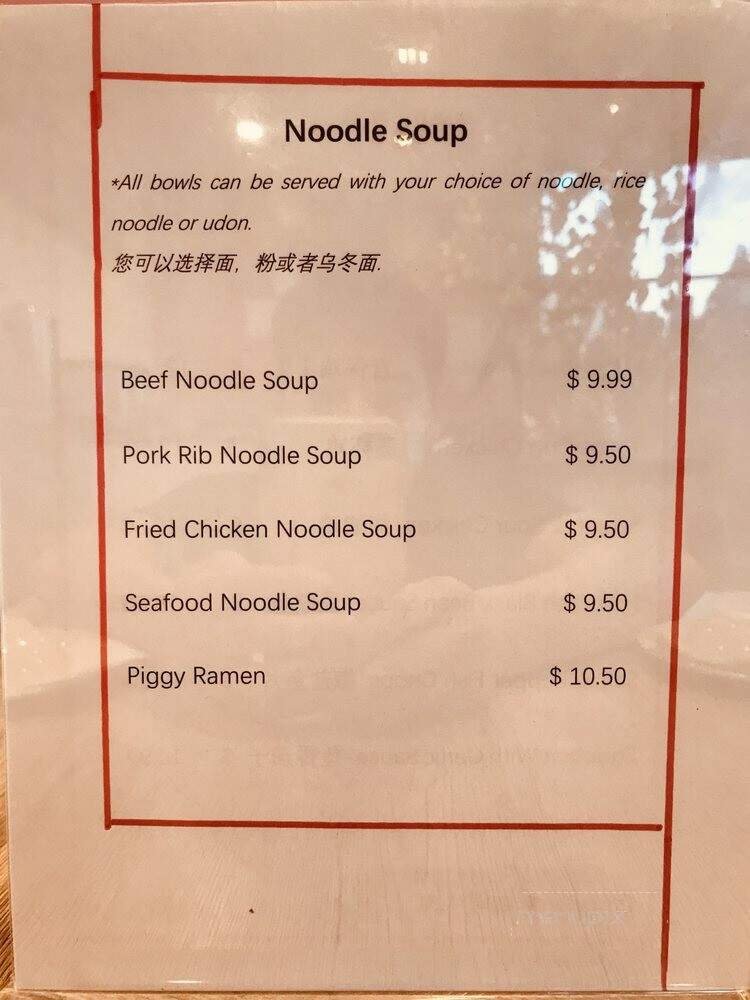 Noodle Soup
*All bowls can be served with your choice of noodle, rice
noodle or udon.
您可以选择面，粉或者乌冬面.
Beef Noodle Soup $ 9.99
Pork Rib Noodle Soup $ 9.50
Fried Chicken Noodle Soup $ 9.50
Seafood Noodle Soup $ 9.50
Piggy Ramen $ 10.50